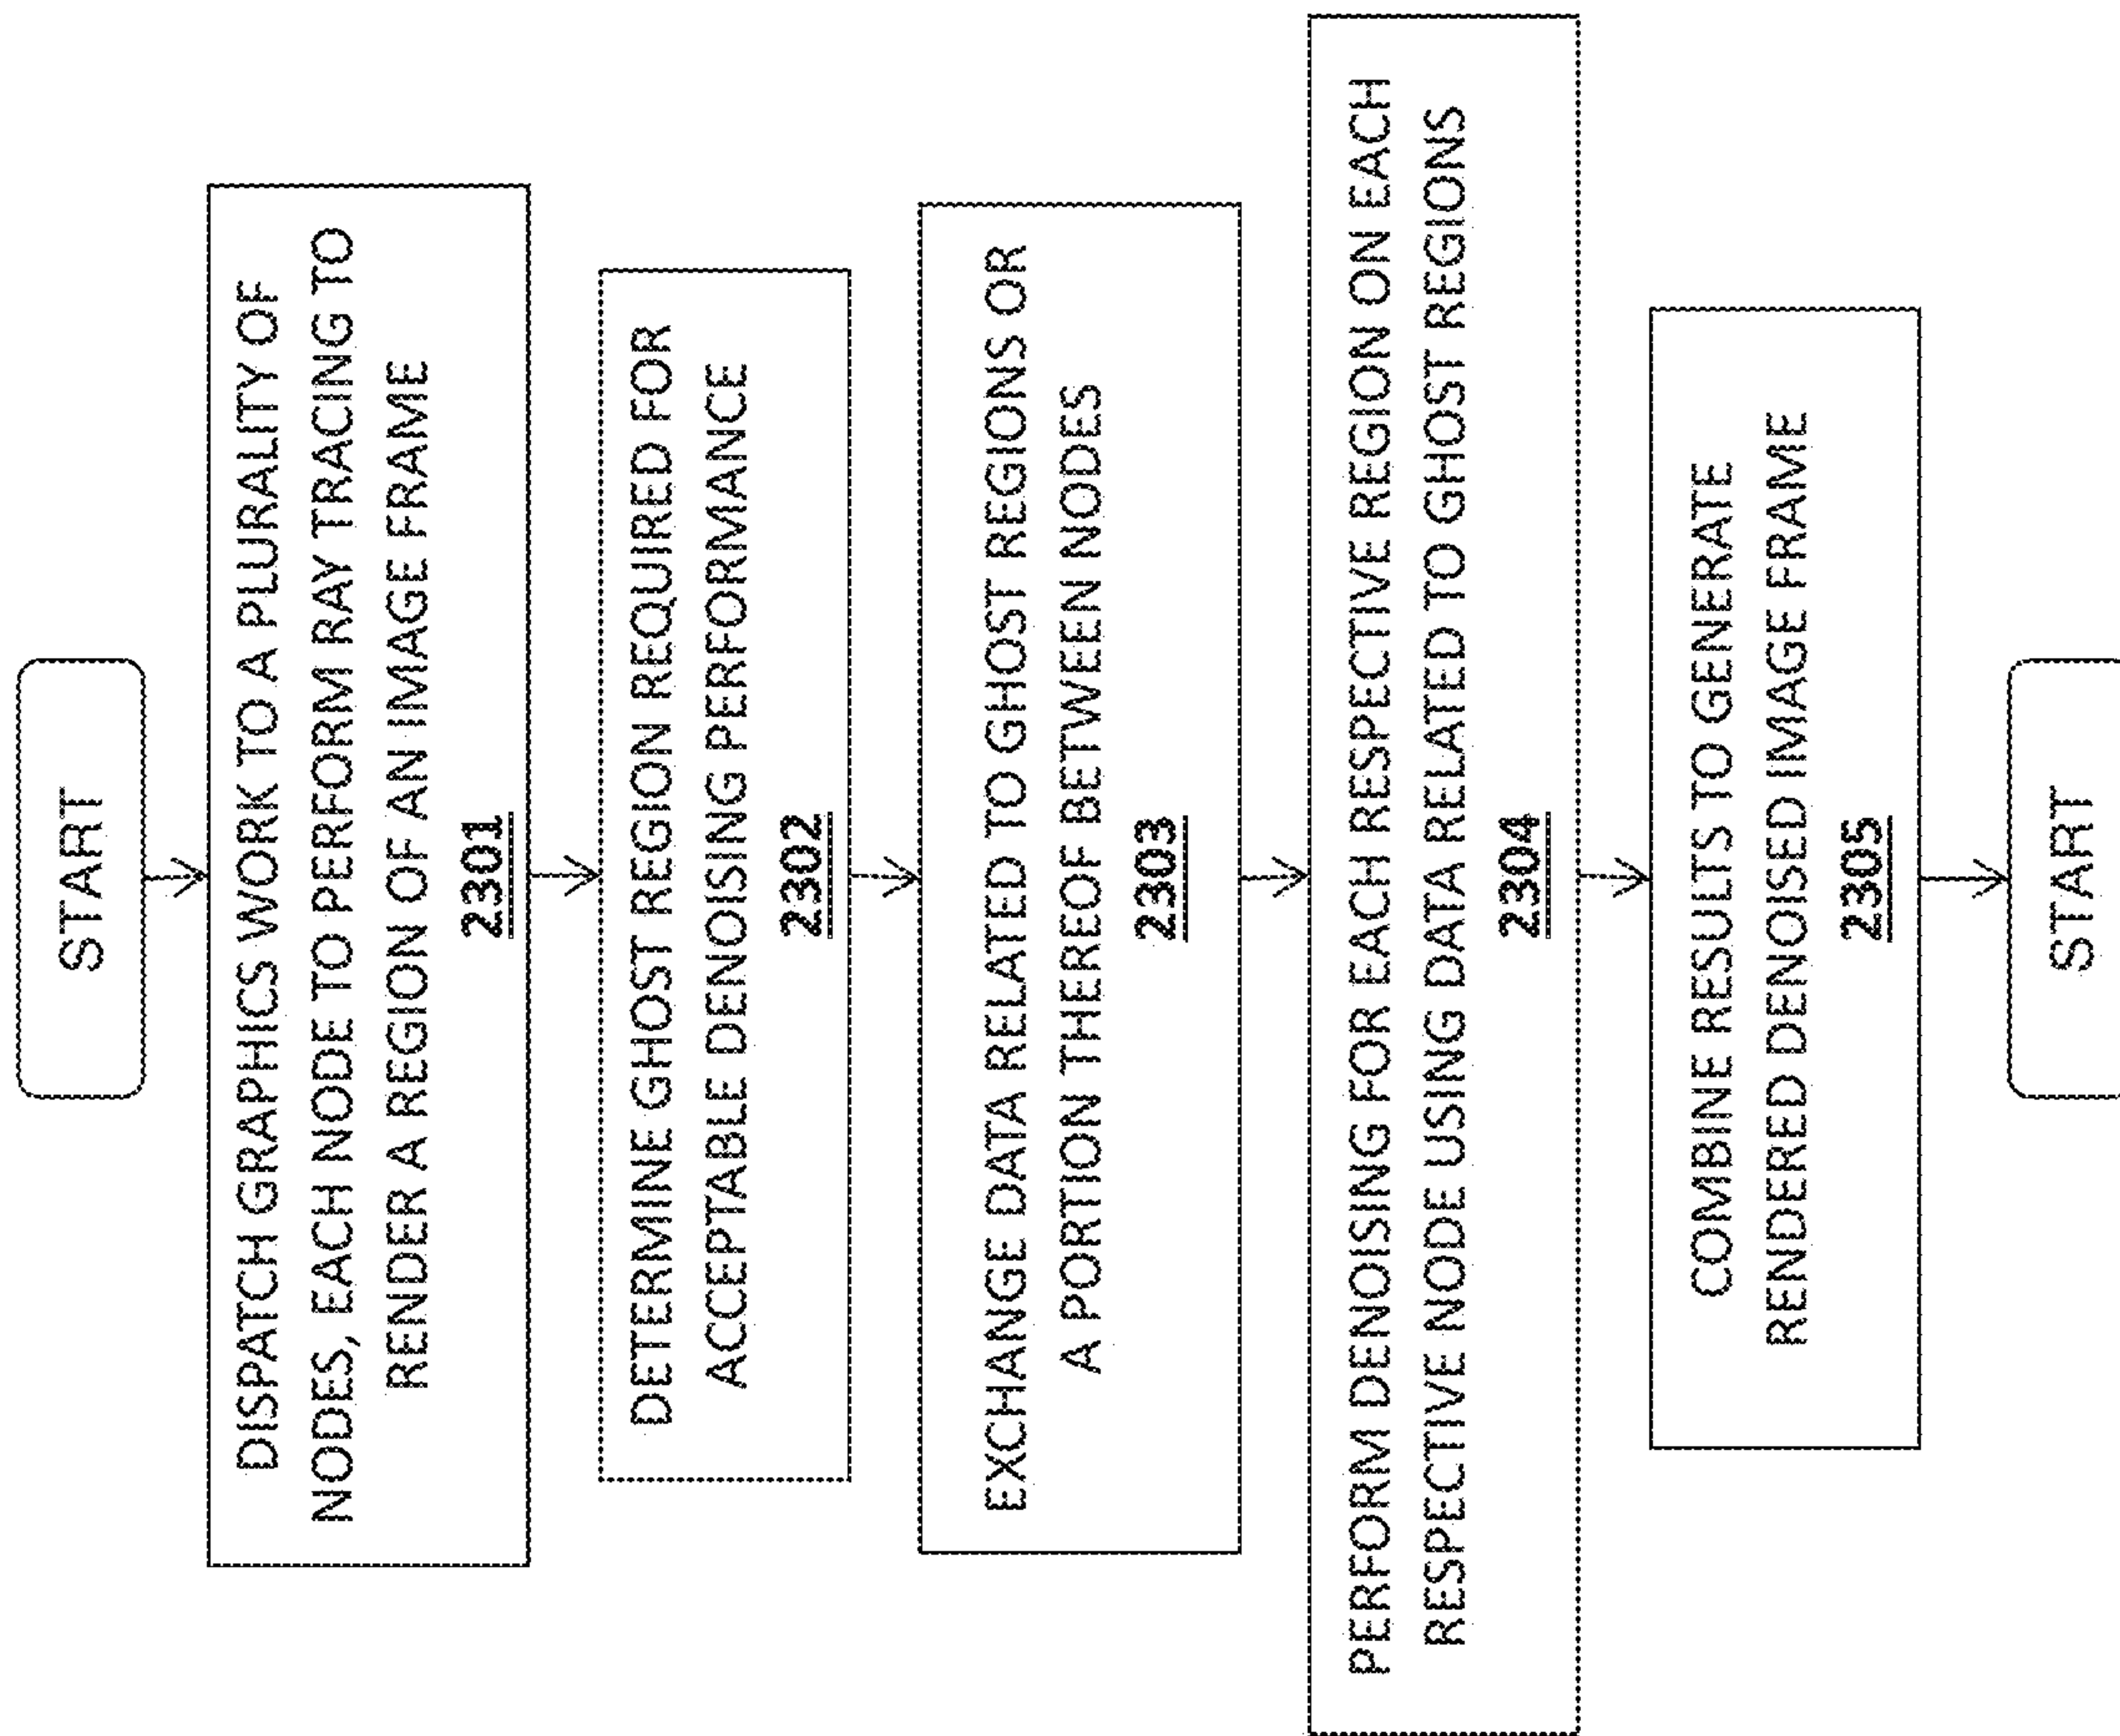 START
DISPATCH GRAPHICS WORK TO A PLURALITY OF
NODES, EACH NODE TO PERFORM RAY TRACING TO
RENDER A REGION OF AN IMAGE FRAME
2301
DETERMINE GHOST REGION REQUIRED FOR
ACCEPTABLE DENOISING PERFORMANCE
2302
EXCHANGE DATA RELATED TO GHOST REGIONS OR
A PORTION THEREOF BETWEEN NODES
2303
PERFORM DENOISING FOR EACH RESPECTIVE REGION ON EACH
RESPECTIVE NODE USING DATA RELATED TO GHOST REGIONS
2304
COMBINE RESULTS TO GENERATE
RENDERED DENOISED IMAGE FRAME
2305
START